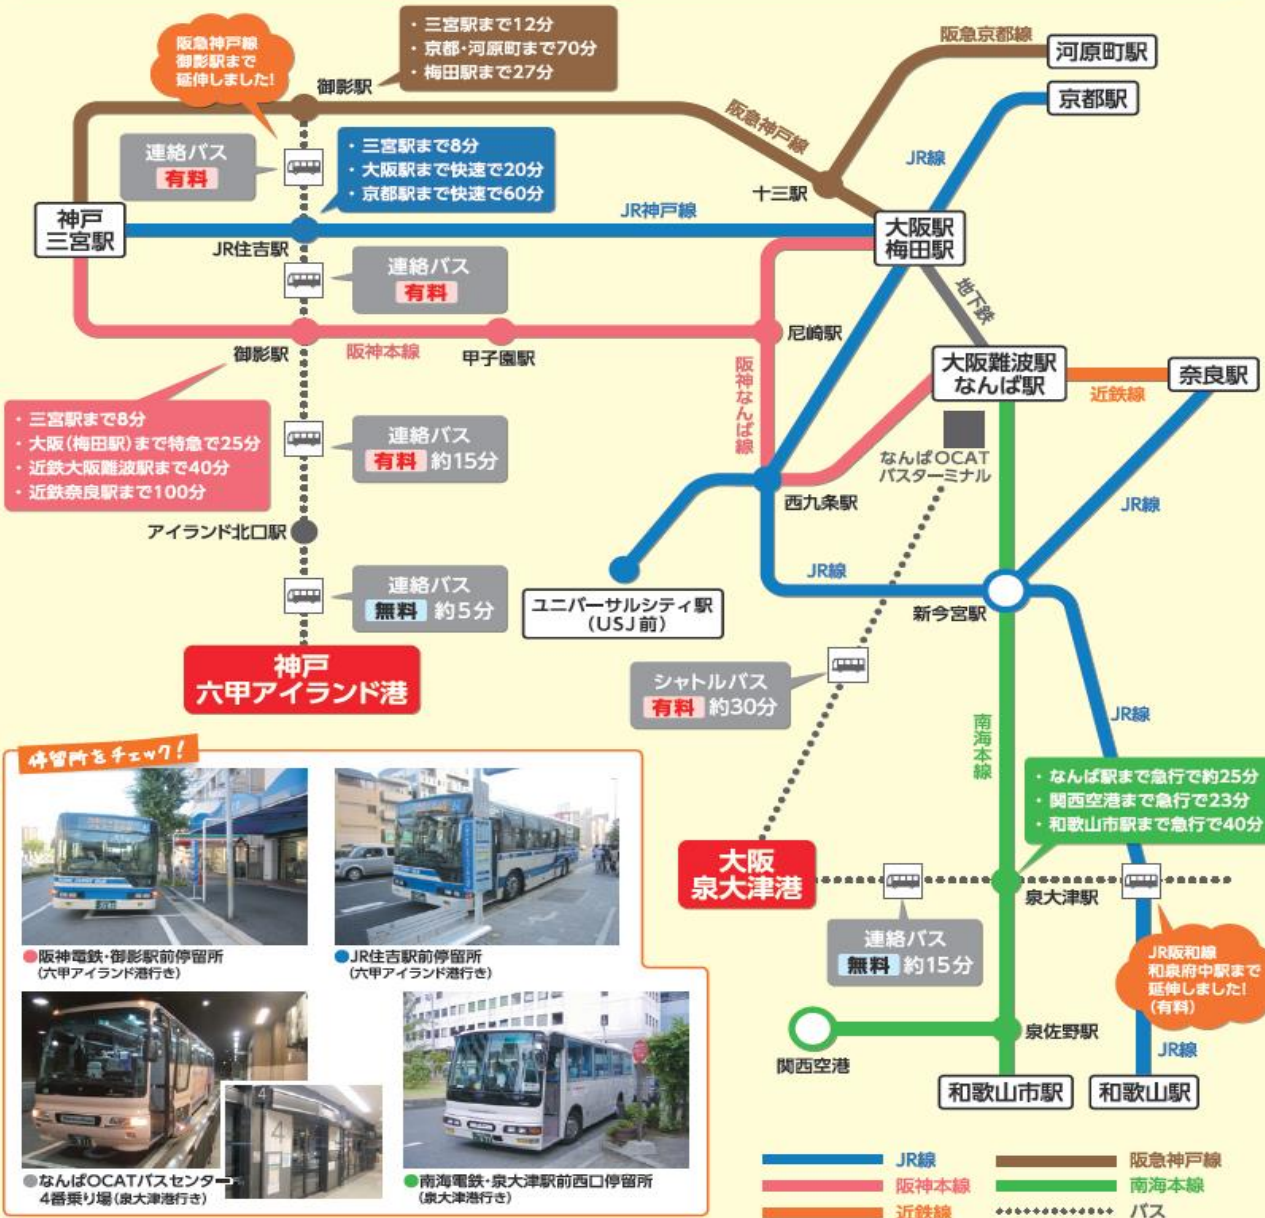 阪急神戸線
御影駅まで
延伸しました!
・三宮駅まで12分
・京都・河原町まで70分
・梅田駅まで27分
御影駅
阪急京都線
河原町駅
京都駅
阪急神戸線
JR線
十三駅
連絡バス
有料
・三宮駅まで8分
・大阪駅まで快速で20分
・京都駅まで快速で60分
神戸
三宮駅
JR住吉駅
JR神戸線
大阪駅
梅田駅
連絡バス
有料
地下鉄
御影駅
阪神本線
甲子園駅
尼崎駅
阪神なんば線
大阪難波駅
なんば駅
近鉄線
奈良駅
・三宮駅まで8分
・大阪(梅田駅)まで特急で25分
・近鉄大阪難波駅まで40分
・近鉄奈良駅まで100分
連絡バス
有料 約15分
なんばOCAT
バスターミナル
西九条駅
JR線
アイランド北口駅
連絡バス
無料 約5分
ユニバーサルシティ駅
(USJ前)
JR線
新今宮駅
神戸
六甲アイランド港
シャトルバス
有料 約30分
JR線
南海本線
・なんば駅まで急行で約25分
・関西空港まで急行で23分
・和歌山市駅まで急行で40分
大阪
泉大津港
泉大津駅
連絡バス
無料 約15分
JR阪和線
和泉府中駅まで
延伸しました!
(有料)
泉佐野駅
関西空港
JR線
和歌山市駅
和歌山駅
停留所をチェック!
阪神電鉄・御影駅前停留所
(六甲アイランド港行き)
JR住吉駅前停留所
(六甲アイランド港行き)
4
4
なんばOCATバスセンター
4番乗り場(泉大津港行き)
南海電鉄・泉大津駅前西口停留所
(泉大津港行き)
JR線
阪急神戸線
阪神本線
南海本線
近鉄線
バス